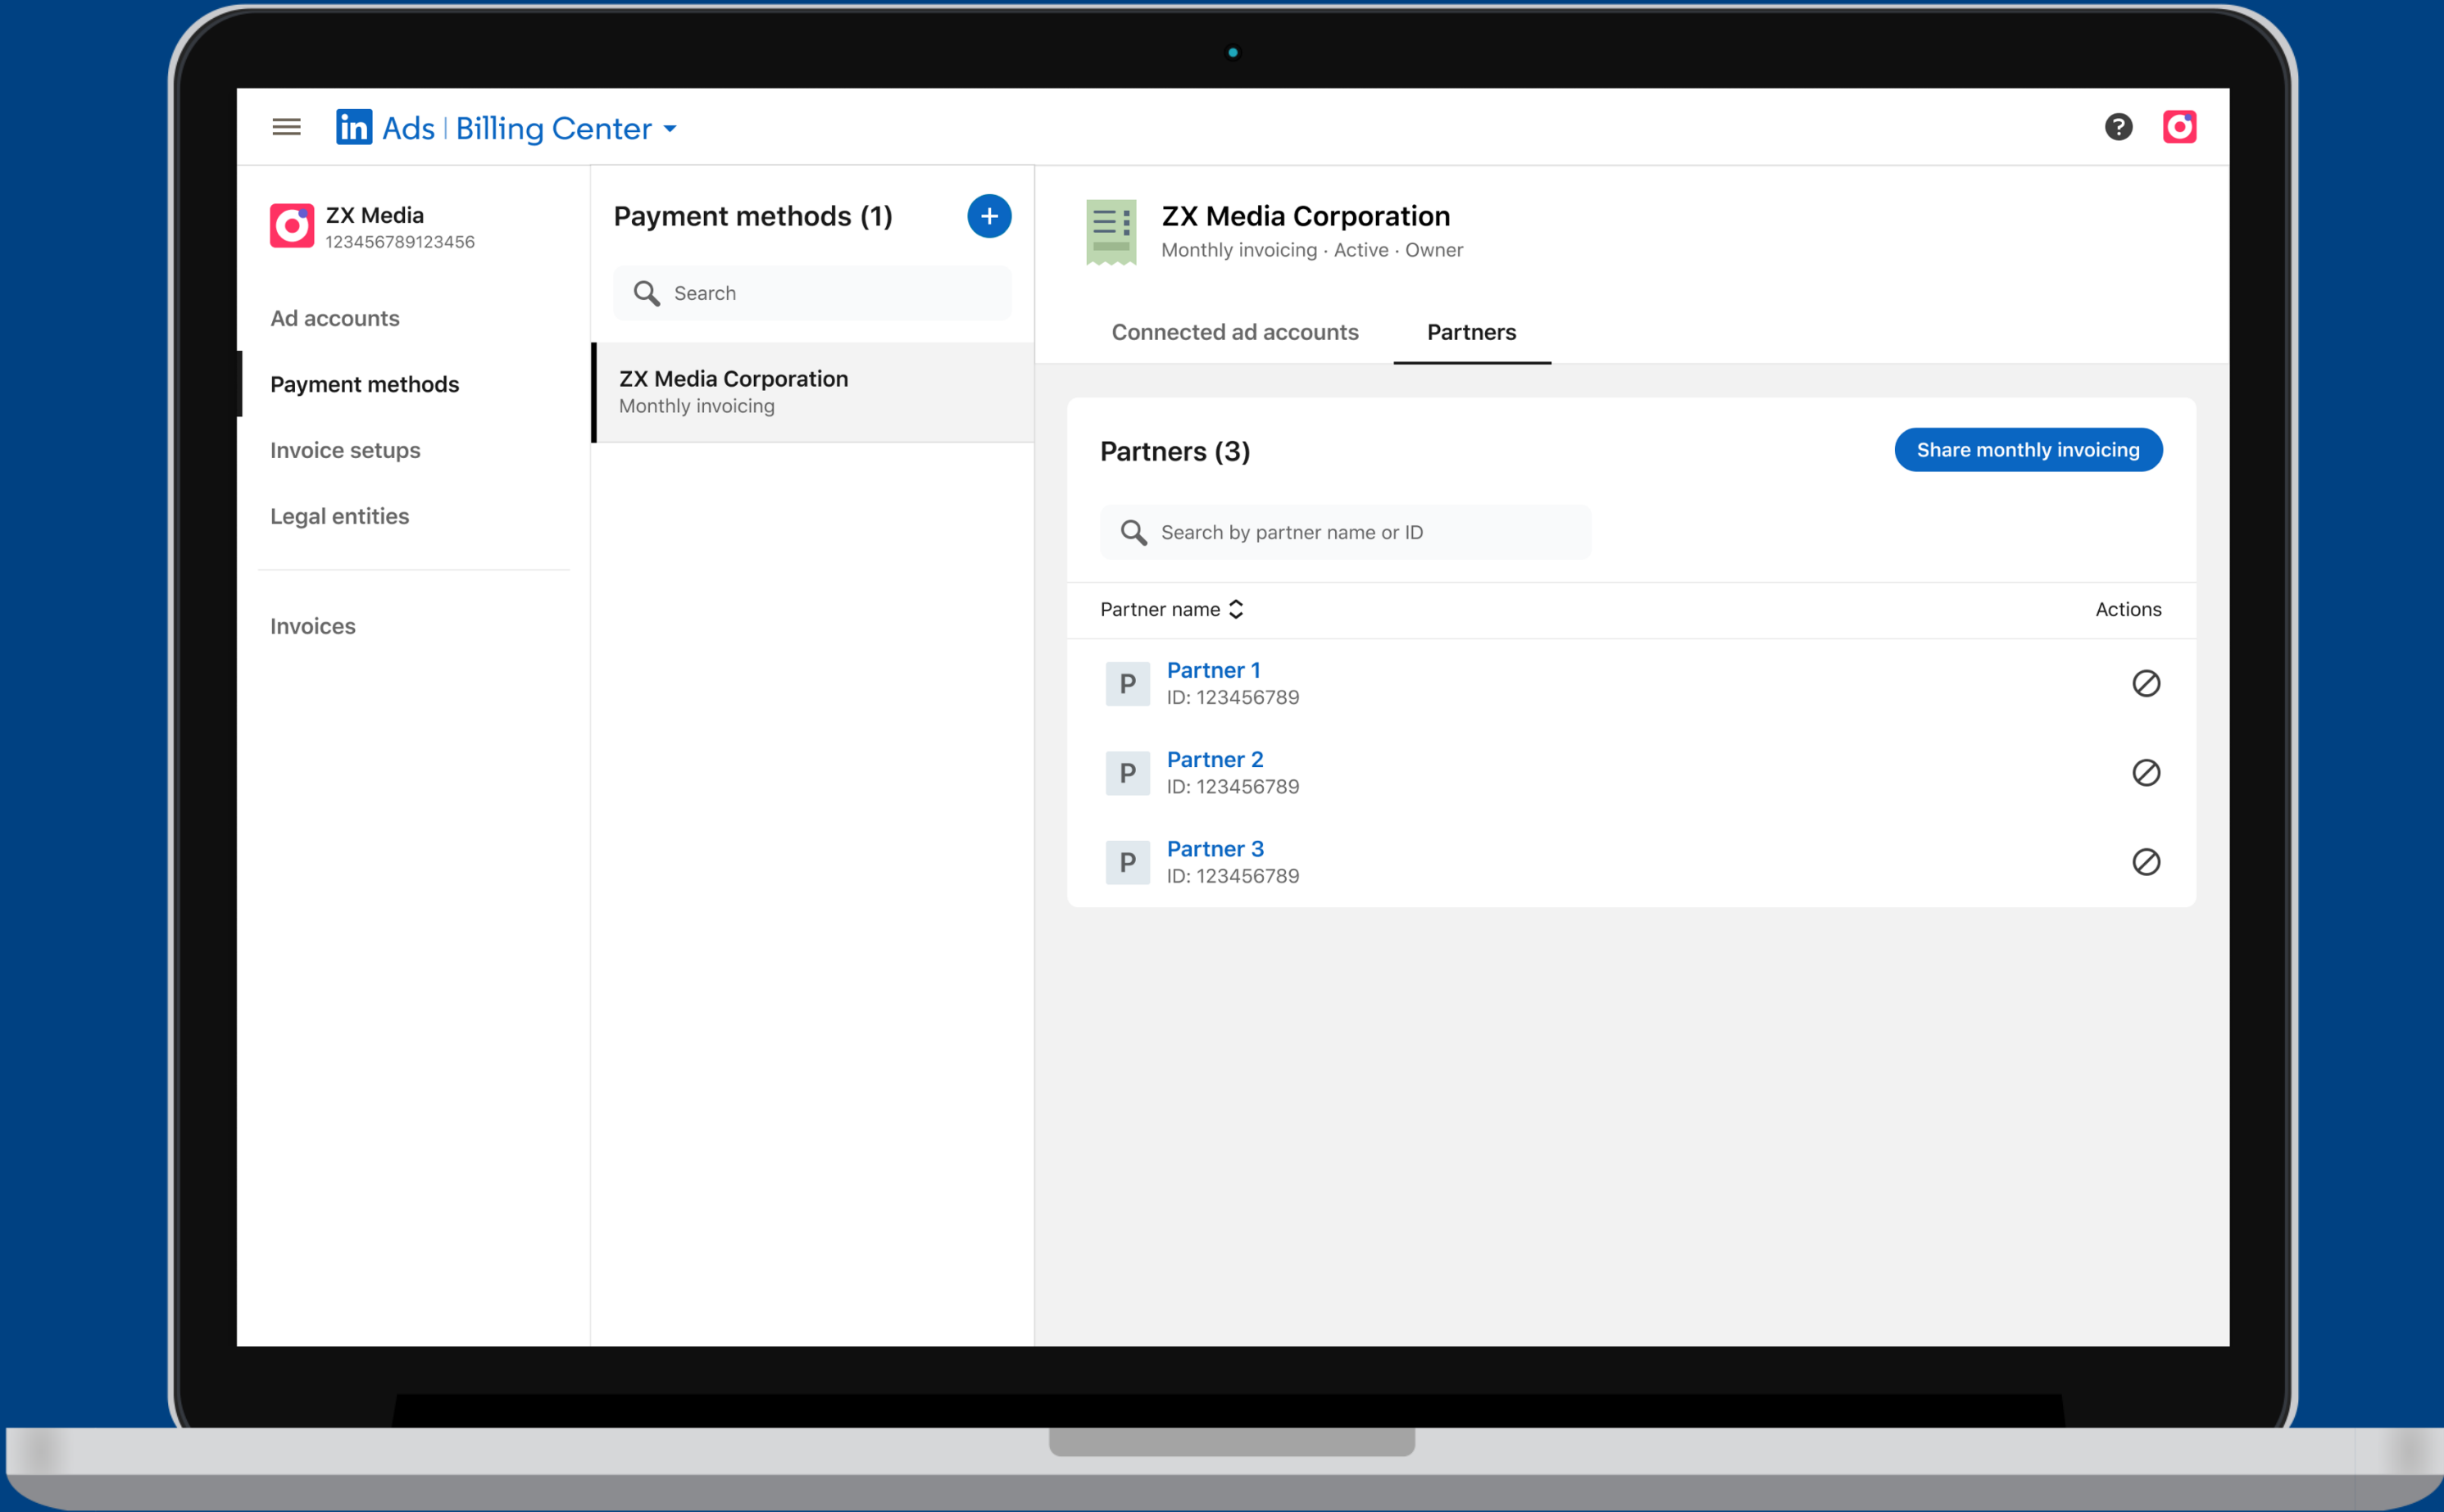 in Ads | Billing Center
?
ZX Media
123456789123456
Ad accounts
Payment methods
Invoice setups
Legal entities
Invoices
Payment methods (1)
+
Search
ZX Media Corporation
Monthly invoicing
ZX Media Corporation
Monthly invoicing · Active · Owner
Connected ad accounts
Partners
Partners (3)
Share monthly invoicing
Search by partner name or ID
Partner name
Actions
P
Partner 1
ID: 123456789
P
Partner 2
ID: 123456789
P
Partner 3
ID: 123456789